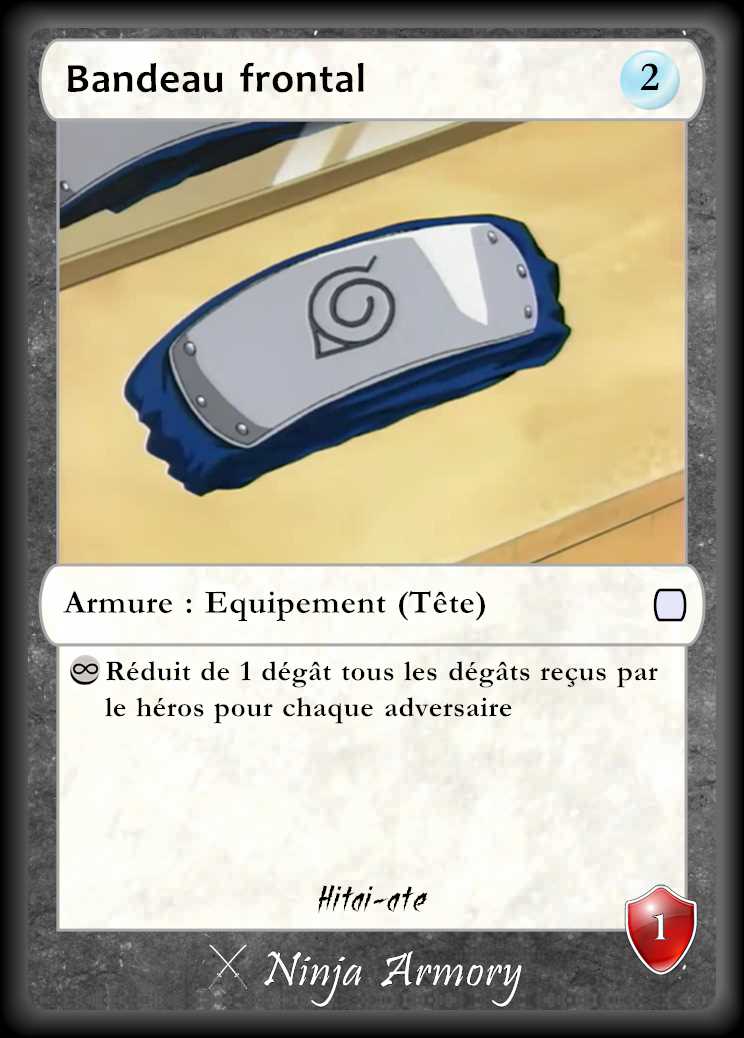 Bandeau frontal
2
Armure : Equipement (Tête)
Réduit de 1 dégât tous les dégâts reçus par
le héros pour chaque adversaire
Hitai-ate
1
Ninja Armory